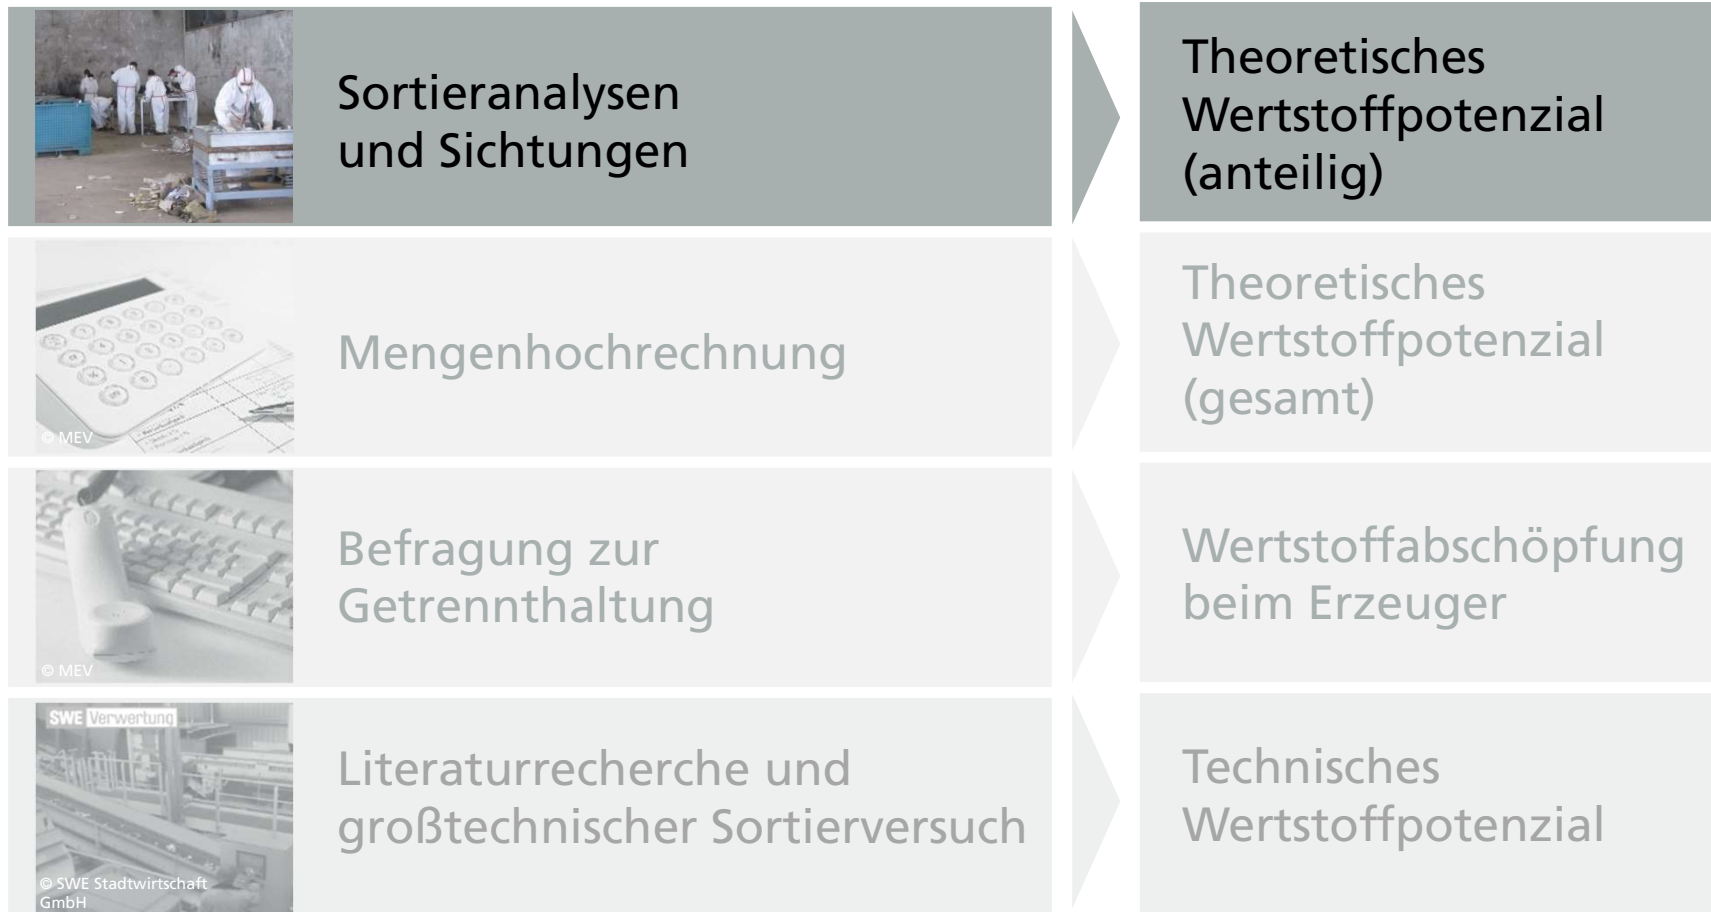 Sortieranalysen
und Sichtungen
Theoretisches
Wertstoffpotenzial
(anteilig)
© MEV
Mengenhochrechnung
Theoretisches
Wertstoffpotenzial
(gesamt)
© MEV
Befragung zur
Getrennthaltung
Wertstoffabschöpfung
beim Erzeuger
SWE Verwertung
© SWE Stadtwirtschaft
GmbH
Literaturrecherche und
großtechnischer Sortierversuch
Technisches
Wertstoffpotenzial